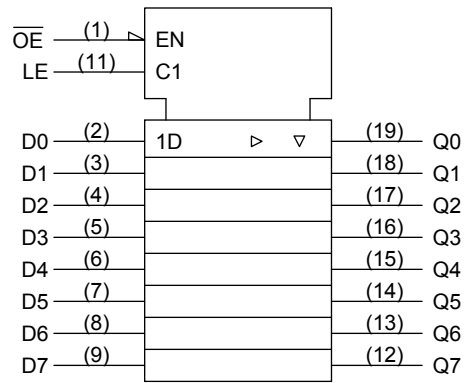 O̅E̅ (1) EN
LE (11) C1
D0 (2) 1D (19) Q0
D1 (3) (18) Q1
D2 (4) (17) Q2
D3 (5) (16) Q3
D4 (6) (15) Q4
D5 (7) (14) Q5
D6 (8) (13) Q6
D7 (9) (12) Q7